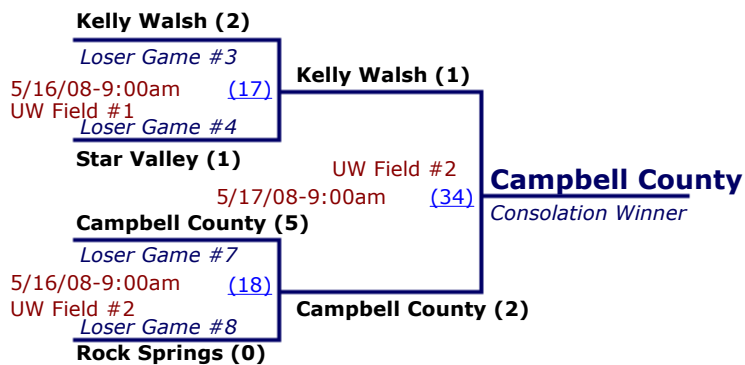 Kelly Walsh (2)
Loser Game #3
5/16/08-9:00am (17)
UW Field #1
Loser Game #4
Star Valley (1)
Kelly Walsh (1)
UW Field #2
5/17/08-9:00am (34)
Campbell County
Consolation Winner
Campbell County (5)
Loser Game #7
5/16/08-9:00am (18)
UW Field #2
Loser Game #8
Rock Springs (0)
Campbell County (2)